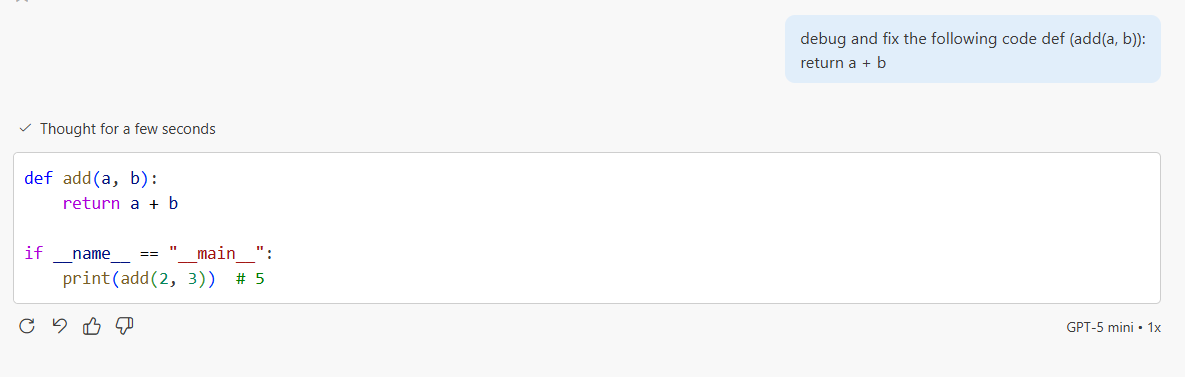 debug and fix the following code def (add(a, b)):
return a + b
Thought for a few seconds
def add(a, b):
    return a + b

if __name__ == "__main__":
    print(add(2, 3))  # 5
GPT-5 mini • 1x